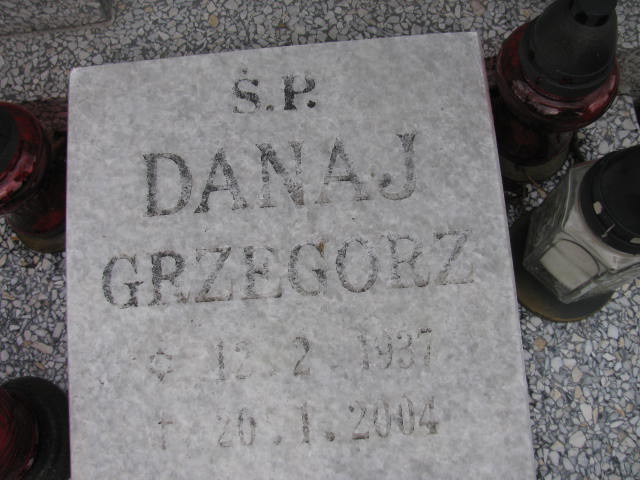 Ś.P.
DANAJ
GRZEGORZ
☆ 12.2.1937
† 20.1.2004